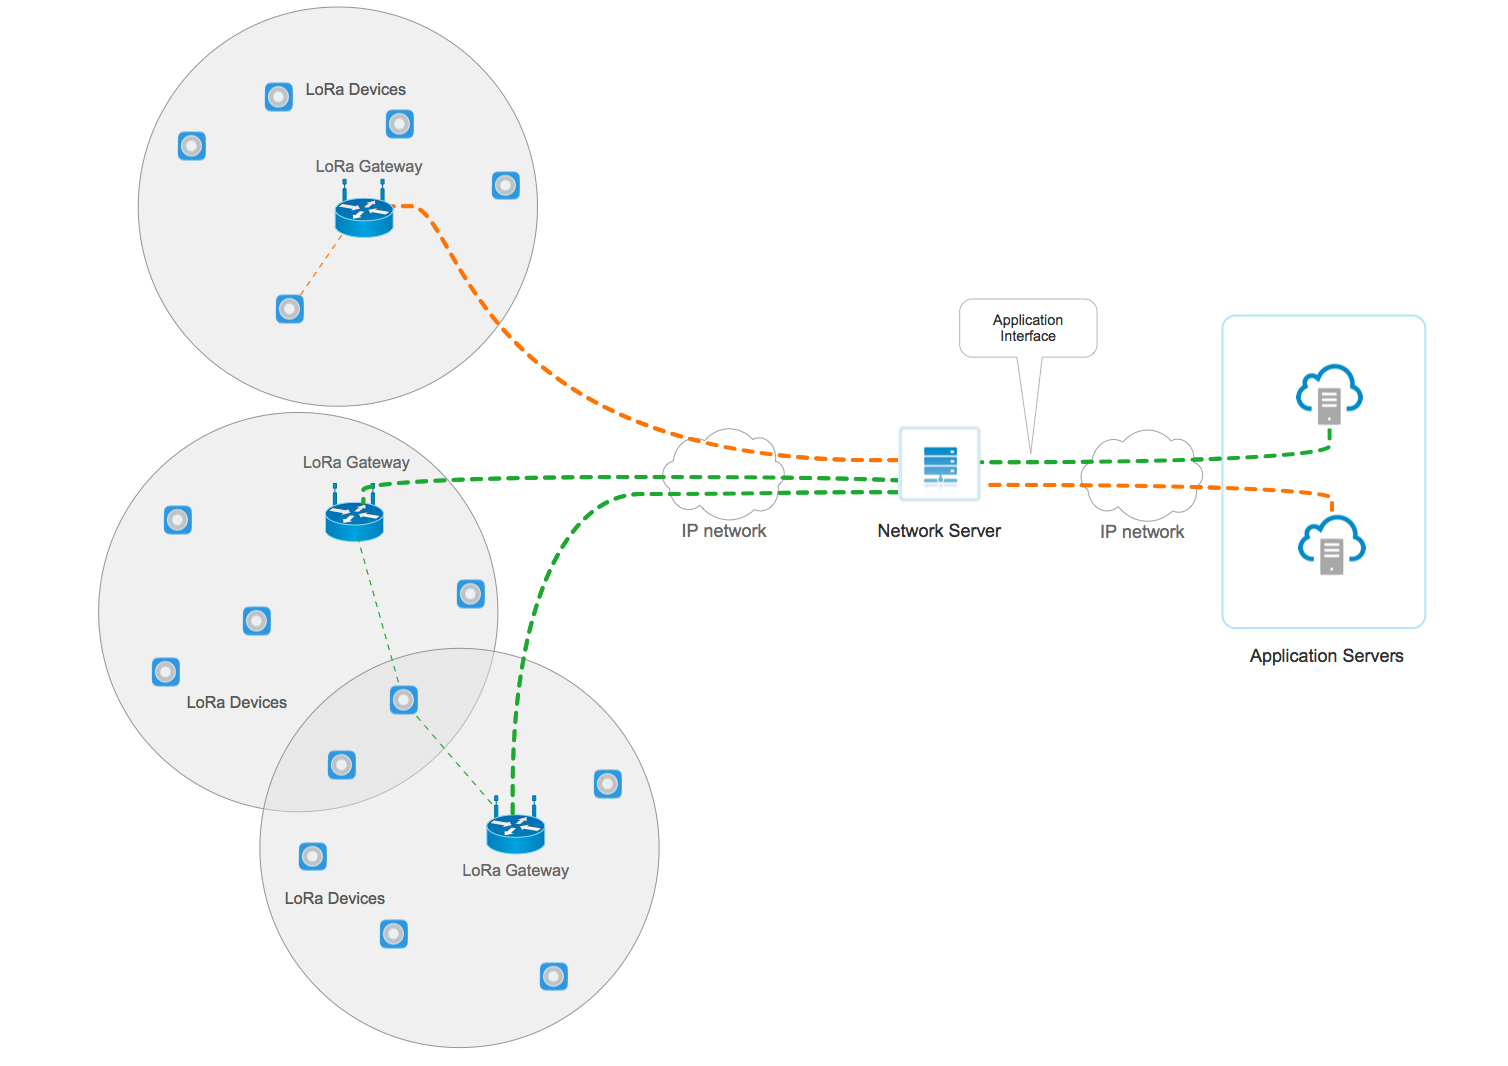 LoRa Devices
LoRa Gateway
Application
Interface
LoRa Gateway
IP network
Network Server
IP network
Application Servers
LoRa Devices
LoRa Gateway
LoRa Devices